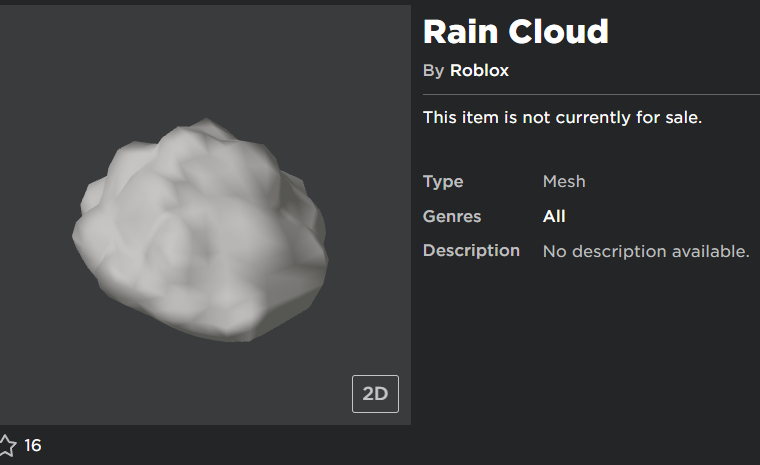 Rain Cloud
By Roblox
This item is not currently for sale.
Type Mesh
Genres All
Description No description available.
2D
16